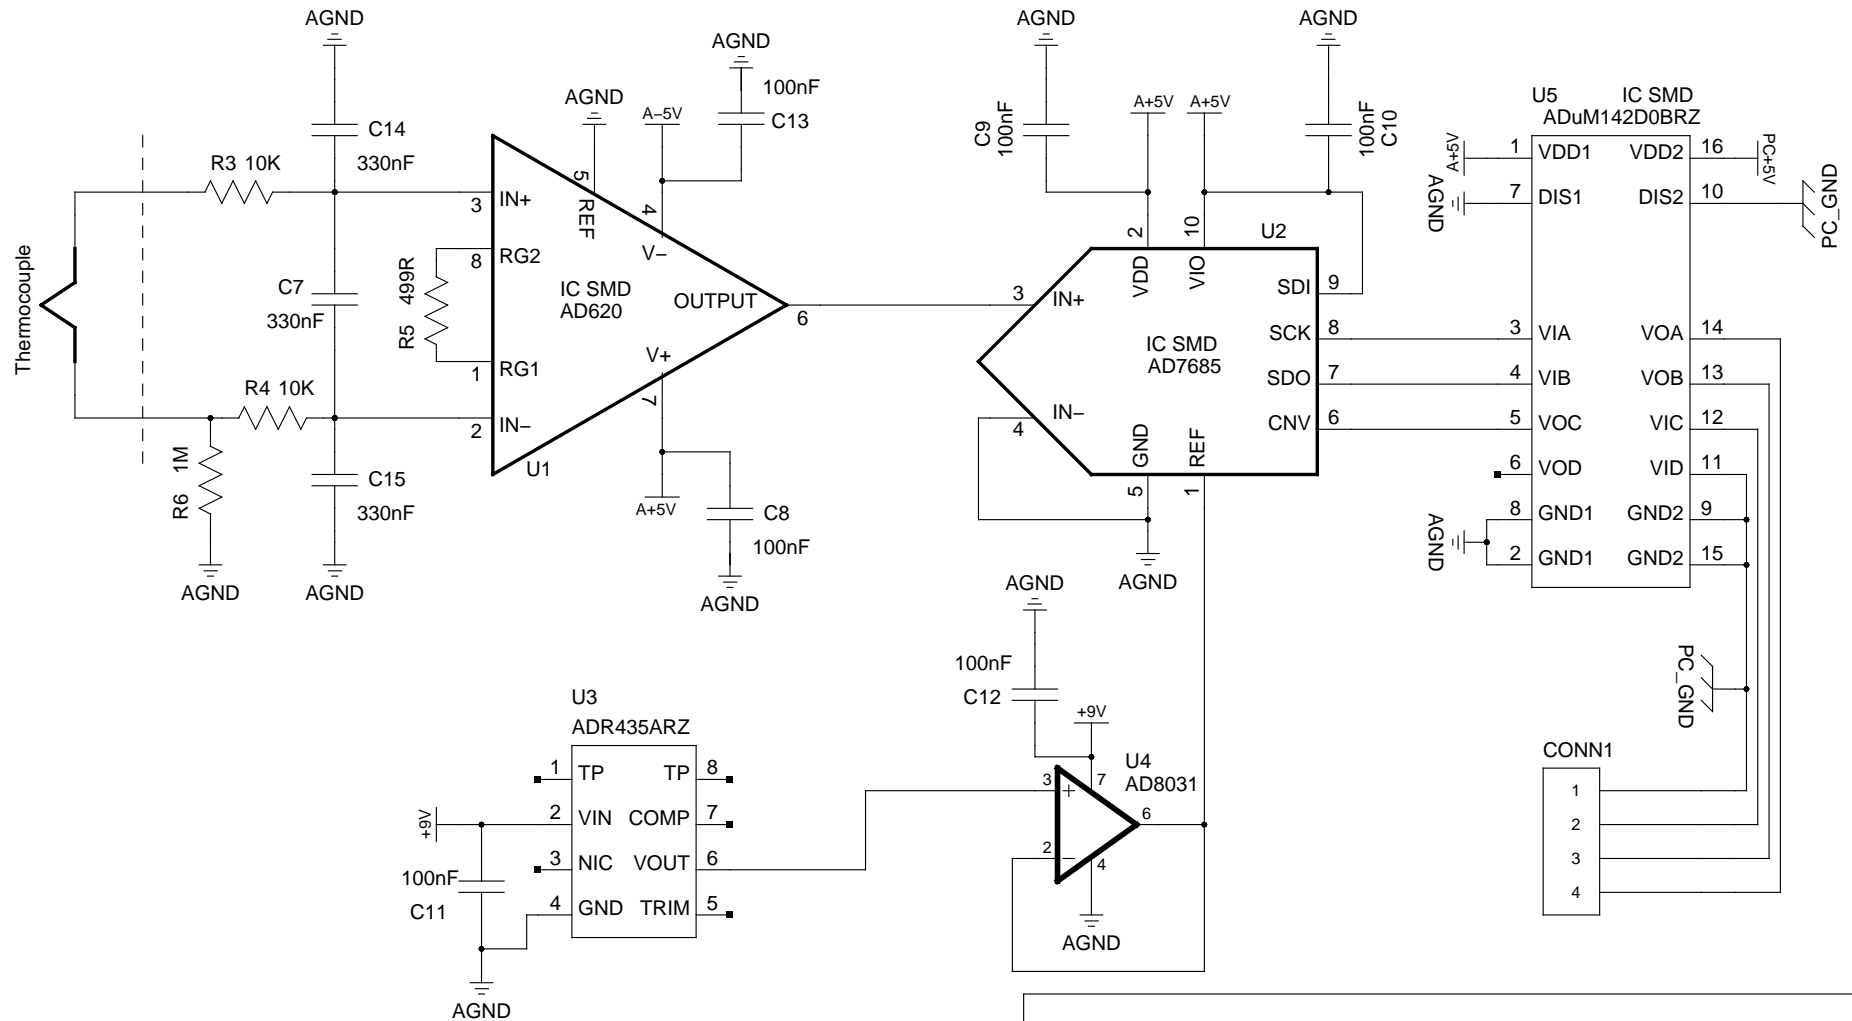 AGND
AGND
AGND
AGND
100nF
C13
AGND
A−5V
C14
330nF
R3 10K
C9
100nF
A+5V
A+5V
100nF
C10
U5
IC SMD
ADuM142D0BRZ
A+5V
1
VDD1
VDD2
16
PC+5V
AGND
7
DIS1
DIS2
10
PC_GND
3
IN+
5
REF
4
V−
8
RG2
R5 499R
IC SMD
AD620
OUTPUT
6
C7
330nF
Thermocouple
1
RG1
V+
7
R4 10K
2
IN−
U1
R6 1M
C15
330nF
A+5V
C8
100nF
AGND
AGND
AGND
2
VDD
10
VIO
U2
SDI
9
3
IN+
IC SMD
AD7685
SCK
8
SDO
7
CNV
6
4
IN−
GND
5
REF
1
AGND
3
VIA
VOA
14
4
VIB
VOB
13
5
VOC
VIC
12
6
VOD
VID
11
8
GND1
GND2
9
AGND
2
GND1
GND2
15
PC_GND
AGND
100nF
C12
+9V
U4
AD8031
3
+
7
6
2
−
4
AGND
U3
ADR435ARZ
1
TP
TP
8
+9V
2
VIN
COMP
7
3
NIC
VOUT
6
100nF
C11
4
GND
TRIM
5
AGND
CONN1
1
2
3
4